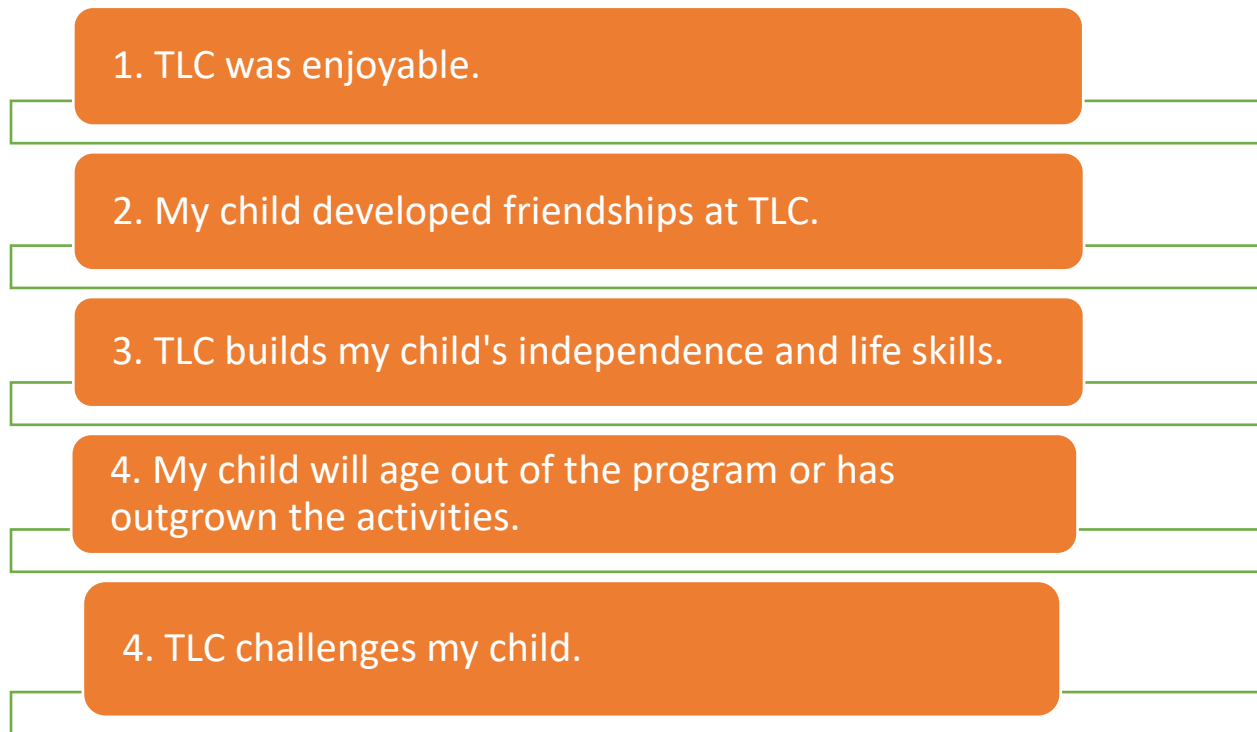 1. TLC was enjoyable.
2. My child developed friendships at TLC.
3. TLC builds my child's independence and life skills.
4. My child will age out of the program or has
outgrown the activities.
4. TLC challenges my child.